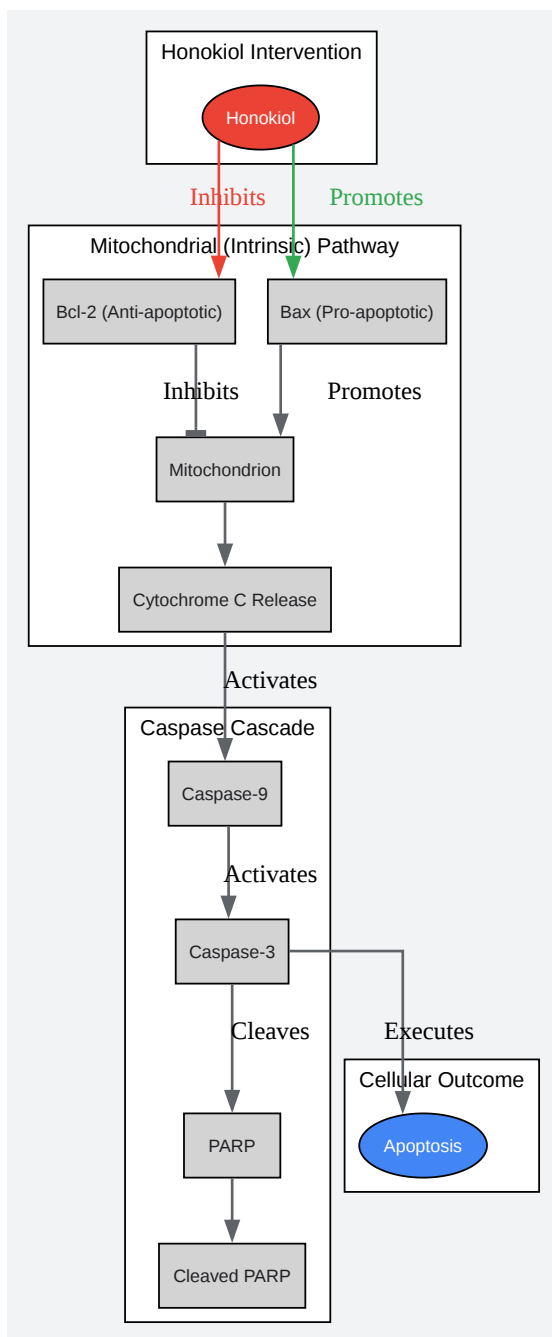 Honokiol Intervention
Honokiol
Inhibits
Promotes
Mitochondrial (Intrinsic) Pathway
Bcl-2 (Anti-apoptotic)
Bax (Pro-apoptotic)
Inhibits
Promotes
Mitochondrion
Cytochrome C Release
Activates
Caspase Cascade
Caspase-9
Activates
Caspase-3
Cleaves
Executes
Cellular Outcome
PARP
Apoptosis
Cleaved PARP